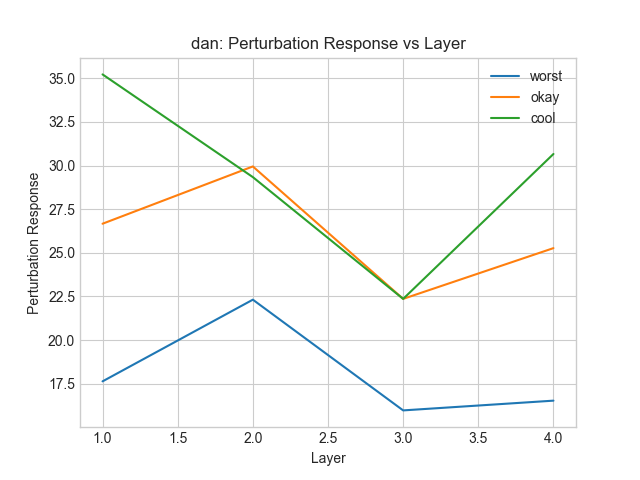 dan: Perturbation Response vs Layer
worst
okay
cool
Perturbation Response
35.0
32.5
30.0
27.5
25.0
22.5
20.0
17.5
1.0 1.5 2.0 2.5 3.0 3.5 4.0
Layer